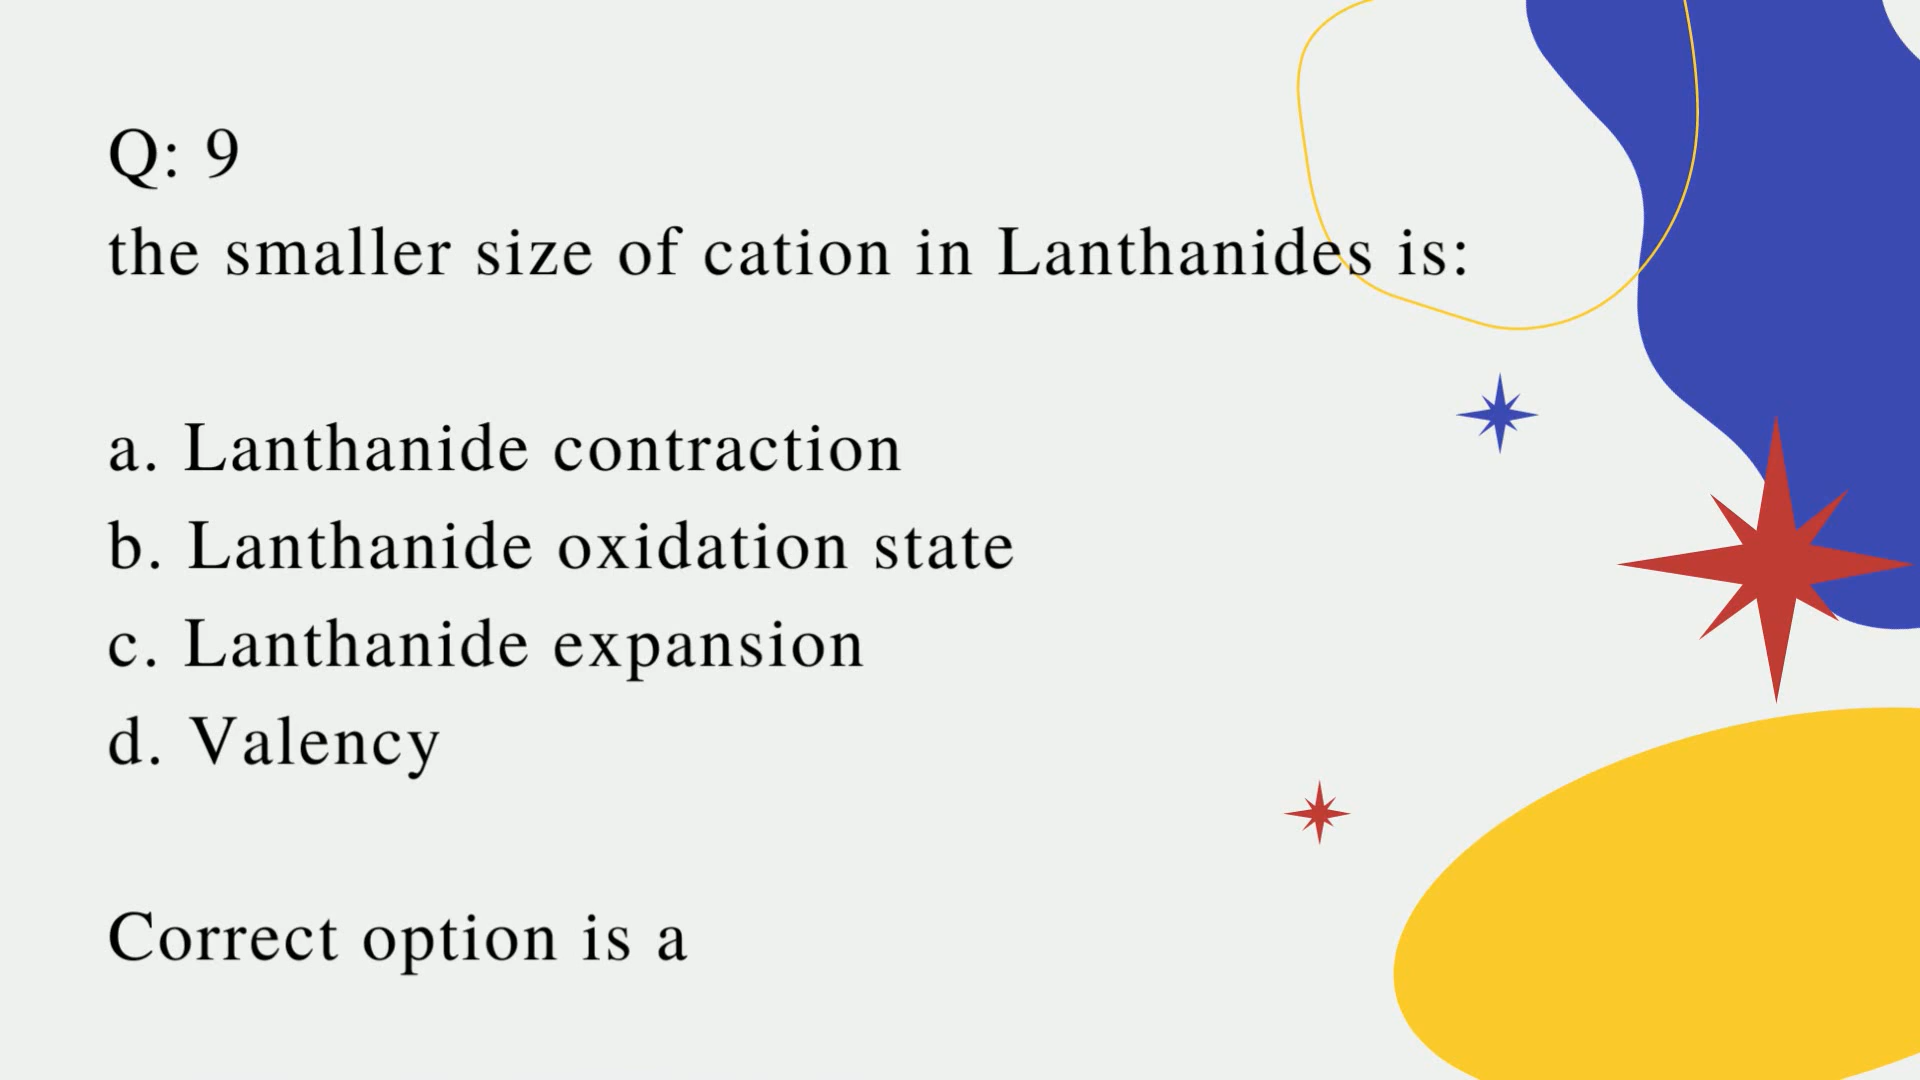 Q: 9
the smaller size of cation in Lanthanides is:
a. Lanthanide contraction
b. Lanthanide oxidation state
c. Lanthanide expansion
d. Valency
Correct option is a